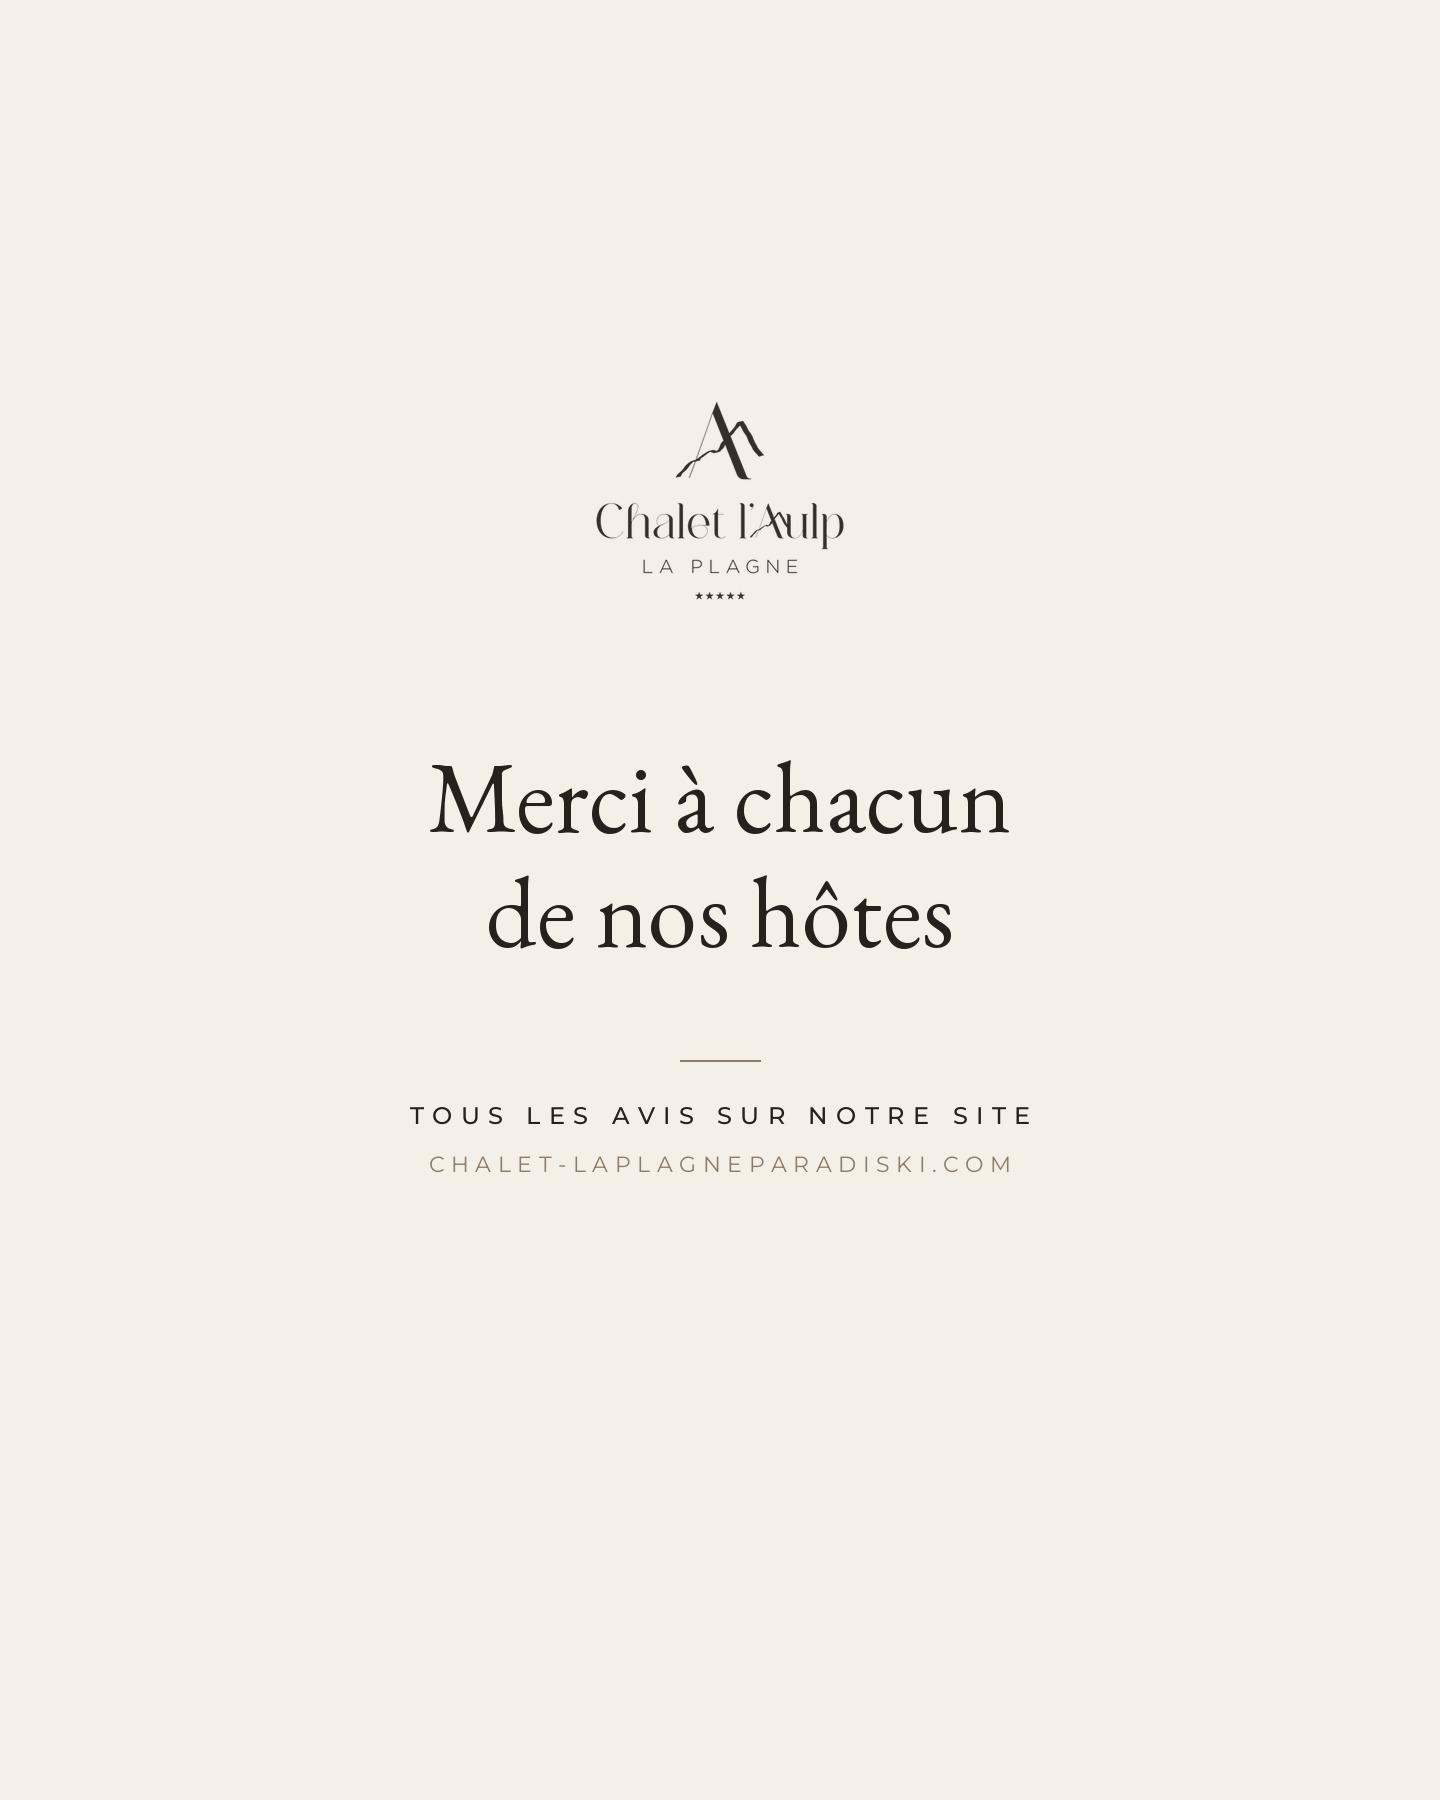 Chalet l'Aulp
LA PLAGNE
★★★★★
Merci à chacun
de nos hôtes
TOUS LES AVIS SUR NOTRE SITE
CHALET-LAPLAGNEPARADISKI.COM